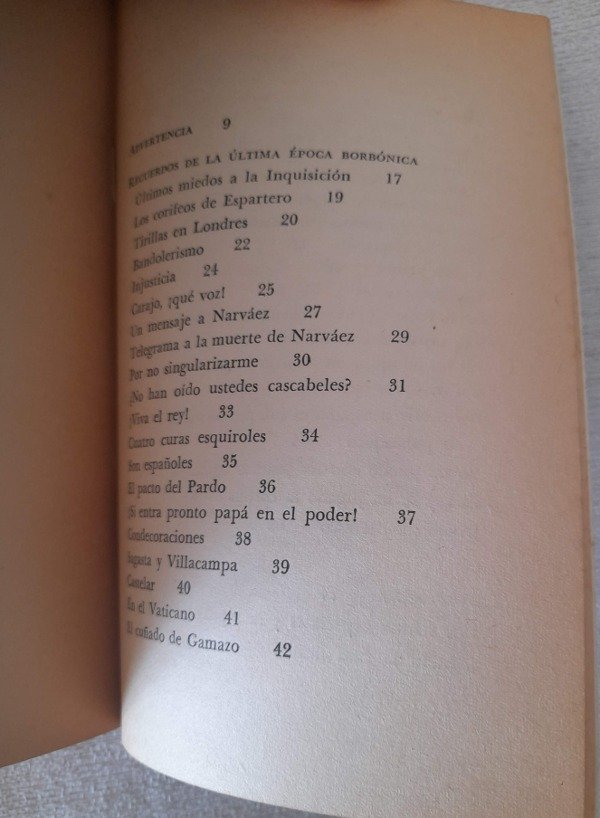 ADVERTENCIA 9
RECUERDOS DE LA ÚLTIMA ÉPOCA BORBÓNICA
Últimos miedos a la Inquisición 17
Los corifeos de Espartero 19
Tirillas en Londres 20
Bandolerismo 22
Injusticia 24
Carajo, ¡qué voz! 25
Un mensaje a Narváez 27
Telegrama a la muerte de Narváez 29
Por no singularizarme 30
¡No han oído ustedes cascabeles? 31
¡Viva el rey! 33
Cuatro curas esquiroles 34
Son españoles 35
El pacto del Pardo 36
¡Si entra pronto papá en el poder! 37
Condecoraciones 38
Sagasta y Villacampa 39
Castelar 40
En el Vaticano 41
El cuñado de Gamazo 42